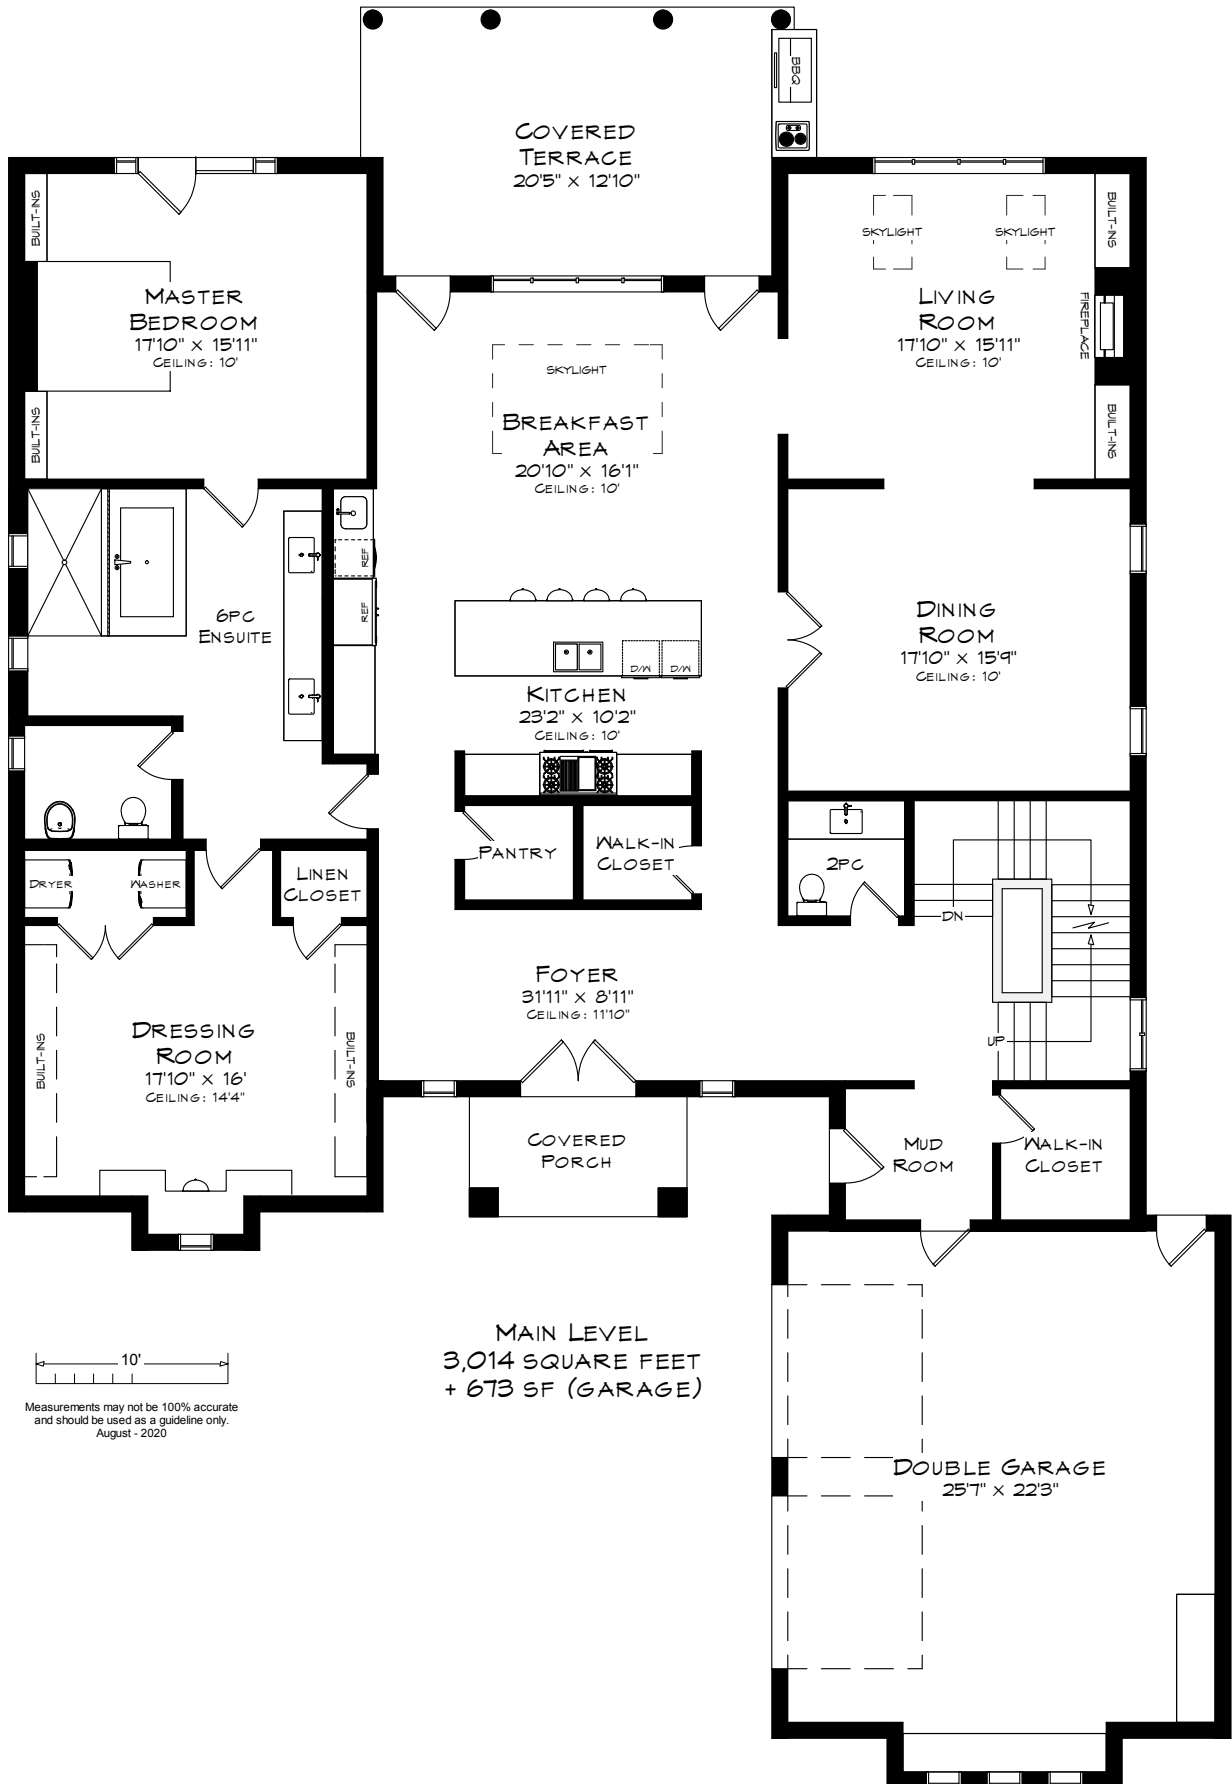 BBQ
COVERED
TERRACE
20'5" x 12'10"
BUILT-INS
MASTER
BEDROOM
17'10" x 15'11"
CEILING: 10'
BUILT-INS
SKYLIGHT
SKYLIGHT
BUILT-INS
LIVING
ROOM
17'10" x 15'11"
CEILING: 10'
FIREPLACE
BUILT-INS
SKYLIGHT
BREAKFAST
AREA
20'10" x 16'1"
CEILING: 10'
REF
REF
6PC
ENSUITE
D/W
D/W
KITCHEN
23'2" x 10'2"
CEILING: 10'
DINING
ROOM
17'10" x 15'9"
CEILING: 10'
PANTRY
WALK-IN
CLOSET
2PC
DN
UP
DRYER
WASHER
LINEN
CLOSET
FOYER
31'11" x 8'11"
CEILING: 11'10"
BUILT-INS
DRESSING
ROOM
17'10" x 16'
CEILING: 14'4"
BUILT-INS
COVERED
PORCH
MUD
ROOM
WALK-IN
CLOSET
MAIN LEVEL
3,014 SQUARE FEET
+ 673 SF (GARAGE)
10'
Measurements may not be 100% accurate
and should be used as a guideline only.
August - 2020
DOUBLE GARAGE
25'7" x 22'3"